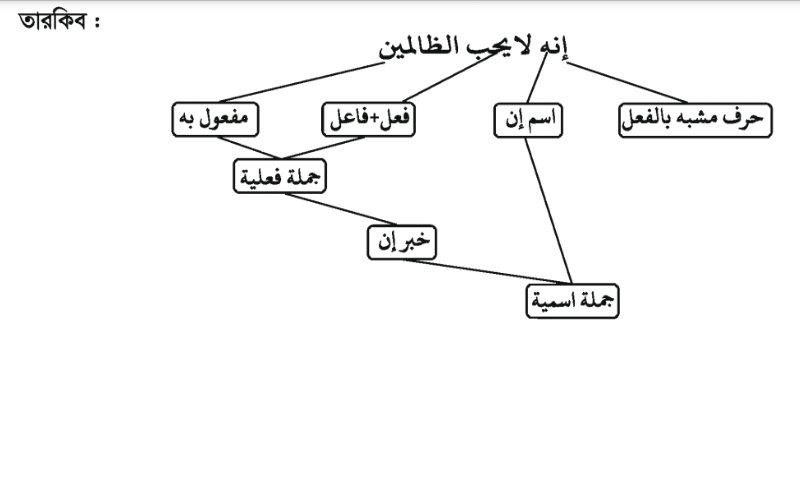 তারকিব :
إنه لا يحب الظالمين
حرف مشبه بالفعل
اسم إن
فعل+فاعل
مفعول به
جملة فعلية
خبر إن
جملة اسمية